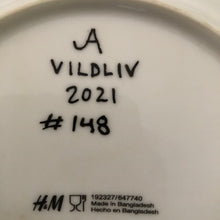 A
VILDLIV
2021
# 148
H&M
192327/647740
Made in Bangladesh
Hecho en Bangladesh